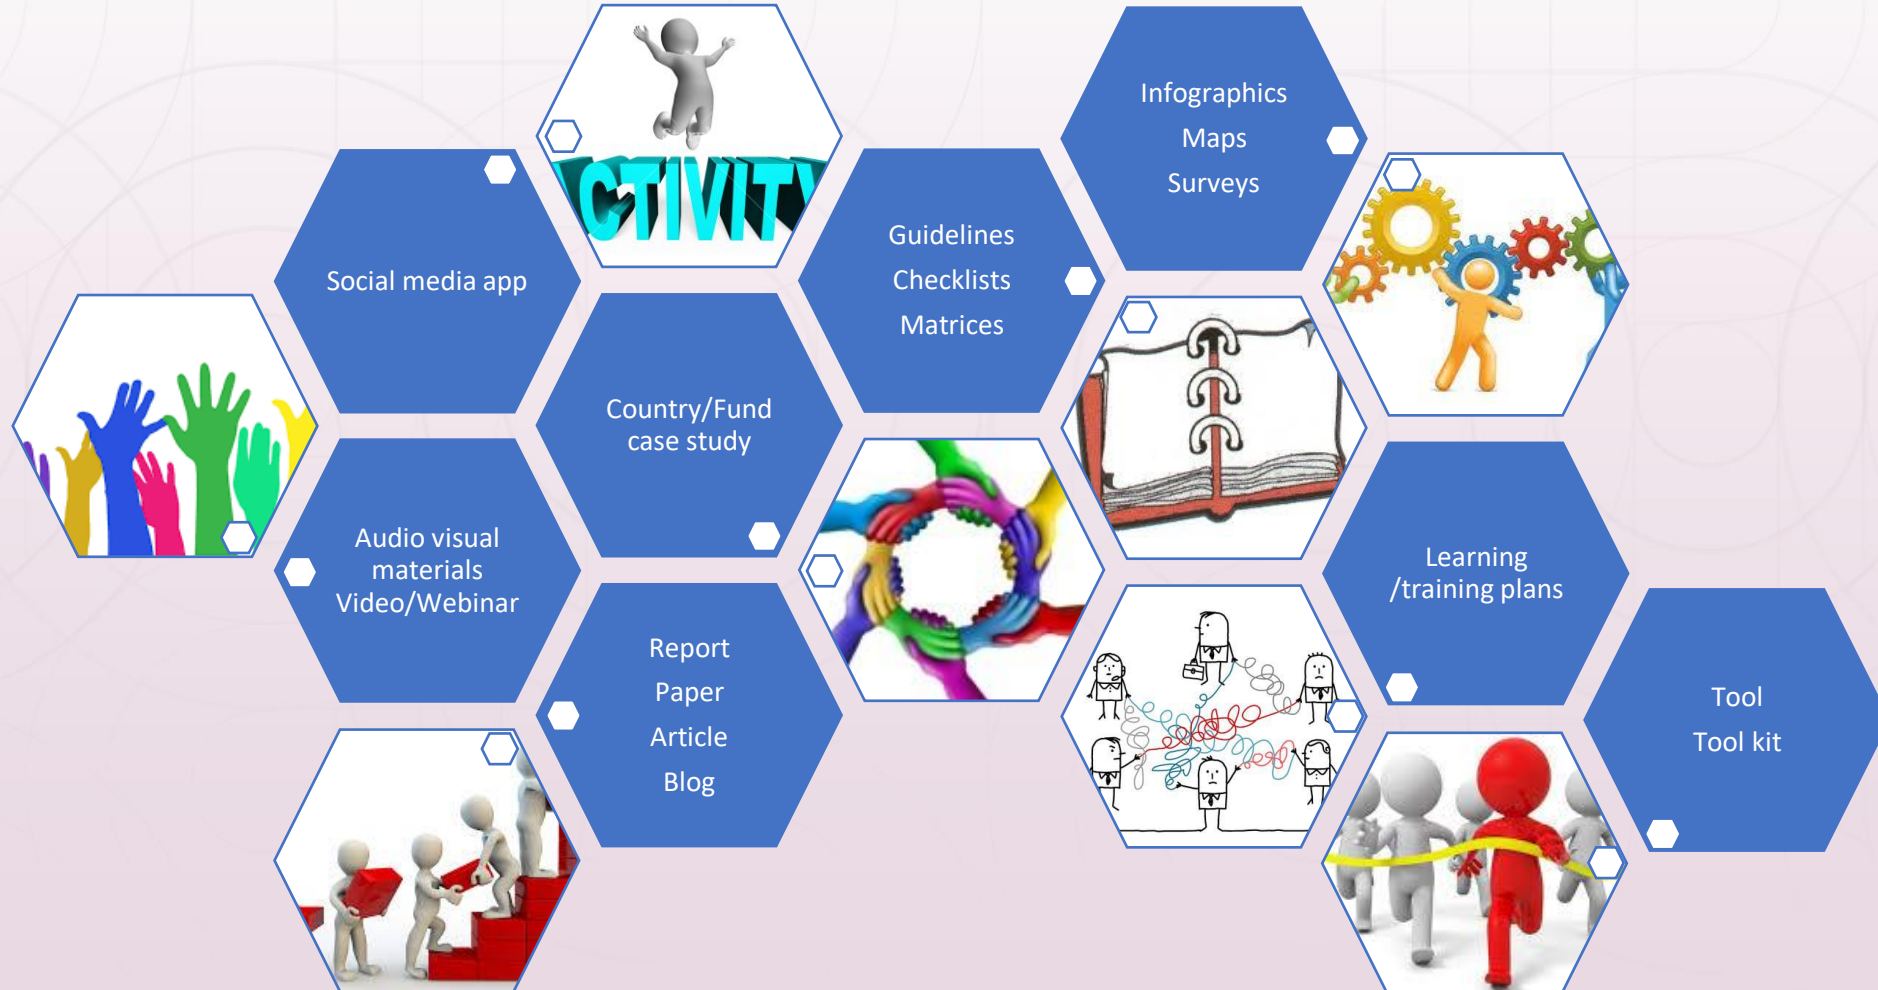 CTIVITY
Infographics
Maps
Surveys
Social media app
Guidelines
Checklists
Matrices
Country/Fund
case study
Audio visual
materials
Video/Webinar
Learning
/training plans
Report
Paper
Article
Blog
Tool
Tool kit